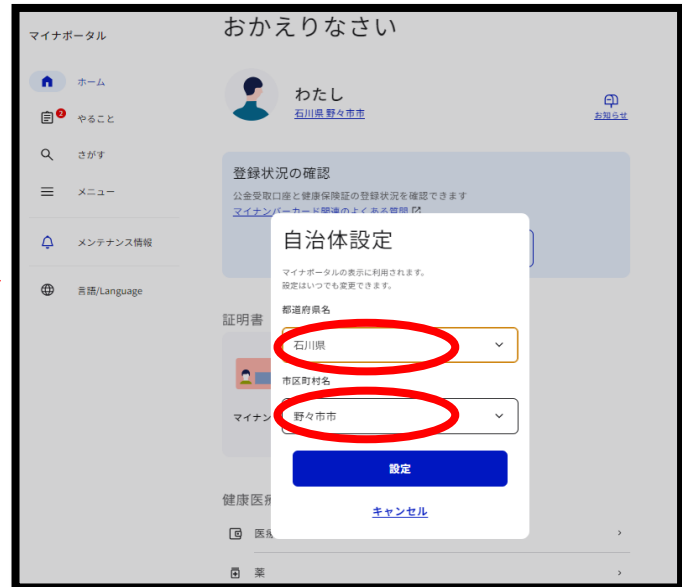 マイナポータル
おかえりなさい
ホーム
2
やること
さがす
メニュー
メンテナンス情報
言語/Language
わたし
石川県 野々市市
お知らせ
登録状況の確認
公金受取口座と健康保険証の登録状況を確認できます
マイナンバーカード関連のよくある質問
自治体設定
マイナポータルの表示に利用されます。
設定はいつでも変更できます。
都道府県名
石川県
市区町村名
野々市市
設定
キャンセル
証明書
マイナン
健康医療
医療
薬